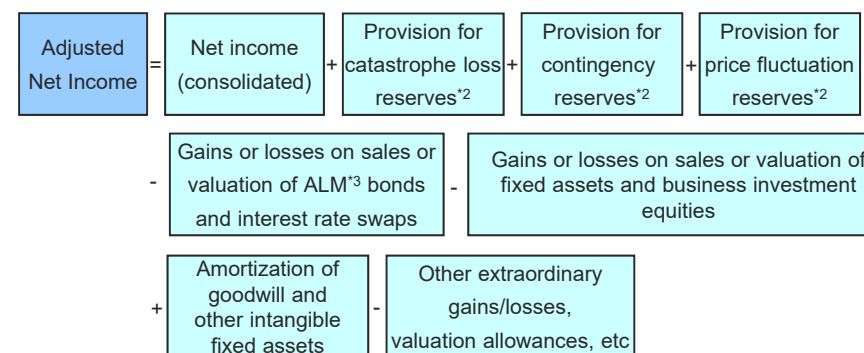 Adjusted
Net Income
=
Net income
(consolidated)
+
Provision for
catastrophe loss
reserves*2
+
Provision for
contingency
reserves*2
+
Provision for
price fluctuation
reserves*2
-
Gains or losses on sales or
valuation of ALM*3 bonds
and interest rate swaps
-
Gains or losses on sales or valuation of
fixed assets and business investment
equities
+
Amortization of
goodwill and
other intangible
fixed assets
-
Other extraordinary
gains/losses,
valuation allowances, etc